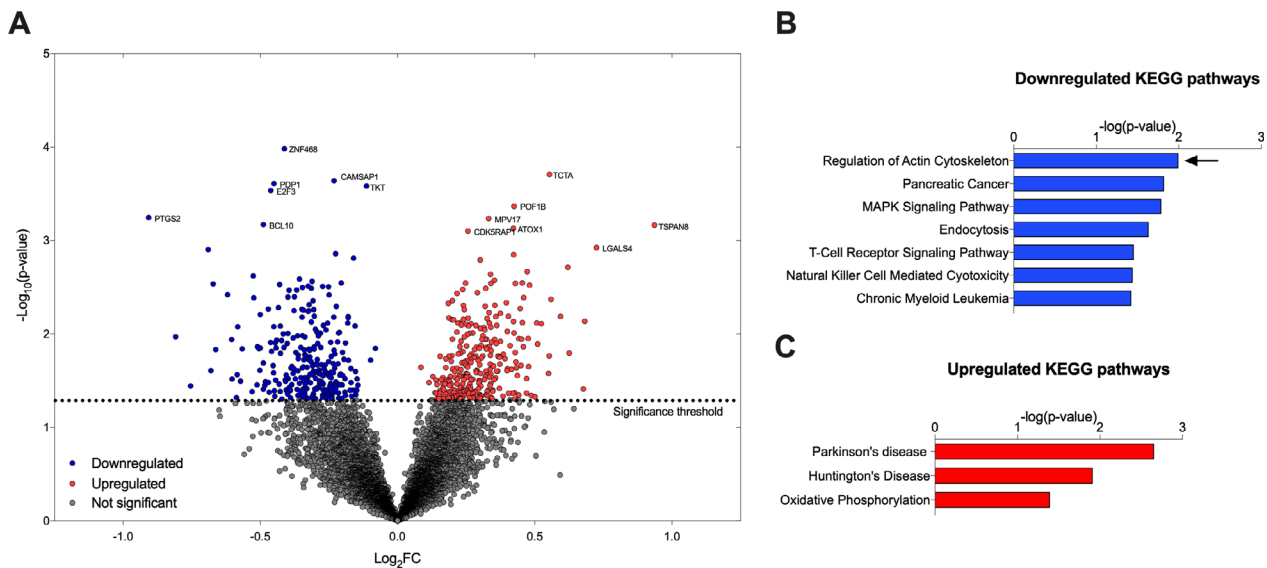 A
5
4
3
2
1
0
-Log10(p-value)
-1.0
-0.5
0.0
0.5
1.0
Log2FC
ZNF468
PDP1
E2F3
CAMSAP1
TKT
PTGS2
BCL10
TCTA
POF1B
MPV17
ATOX1
CDK5RAP1
TSPAN8
LGALS4
Significance threshold
Downregulated
Upregulated
Not significant
B
Downregulated KEGG pathways
-log(p-value)
0 1 2 3
Regulation of Actin Cytoskeleton
Pancreatic Cancer
MAPK Signaling Pathway
Endocytosis
T-Cell Receptor Signaling Pathway
Natural Killer Cell Mediated Cyotoxicity
Chronic Myeloid Leukemia
C
Upregulated KEGG pathways
-log(p-value)
0 1 2 3
Parkinson's disease
Huntington's Disease
Oxidative Phosphorylation